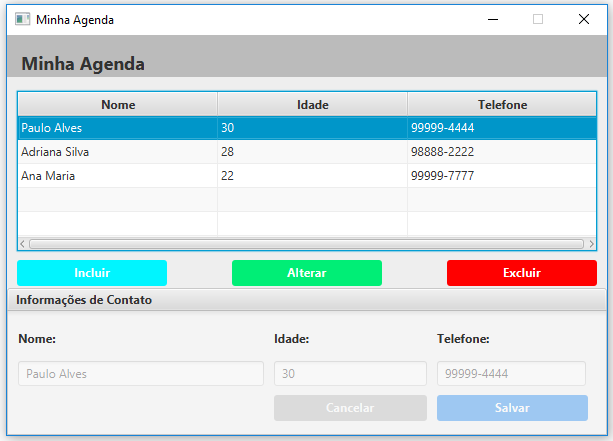 Minha Agenda
Minha Agenda
Nome Idade Telefone
Paulo Alves 30 99999-4444
Adriana Silva 28 98888-2222
Ana Maria 22 99999-7777
Incluir Alterar Excluir
Informações de Contato
Nome: Idade: Telefone:
Paulo Alves 30 99999-4444
Cancelar Salvar